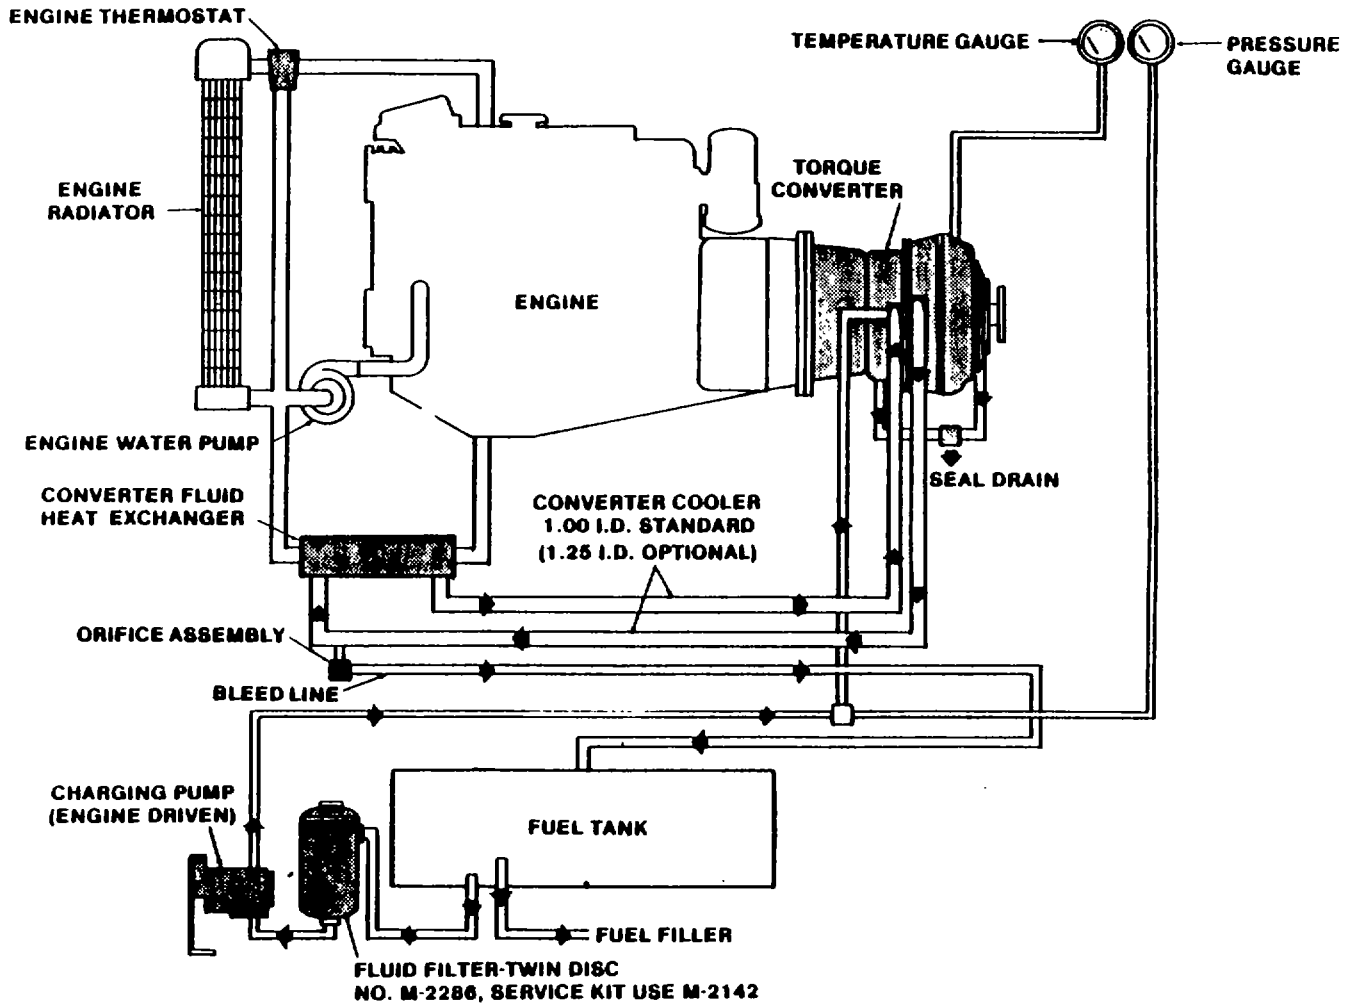 ENGINE THERMOSTAT
TEMPERATURE GAUGE
PRESSURE
GAUGE
ENGINE
RADIATOR
TORQUE
CONVERTER
ENGINE
ENGINE WATER PUMP
SEAL DRAIN
CONVERTER FLUID
HEAT EXCHANGER
CONVERTER COOLER
1.00 I.D. STANDARD
(1.25 I.D. OPTIONAL)
ORIFICE ASSEMBLY
BLEED LINE
CHARGING PUMP
(ENGINE DRIVEN)
FUEL TANK
FUEL FILLER
FLUID FILTER-TWIN DISC
NO. M-2286, SERVICE KIT USE M-2142